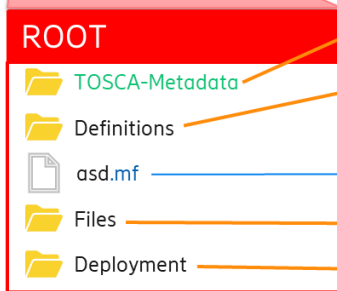 ROOT
TOSCA-Metadata
Definitions
asd.mf
Files
Deployment